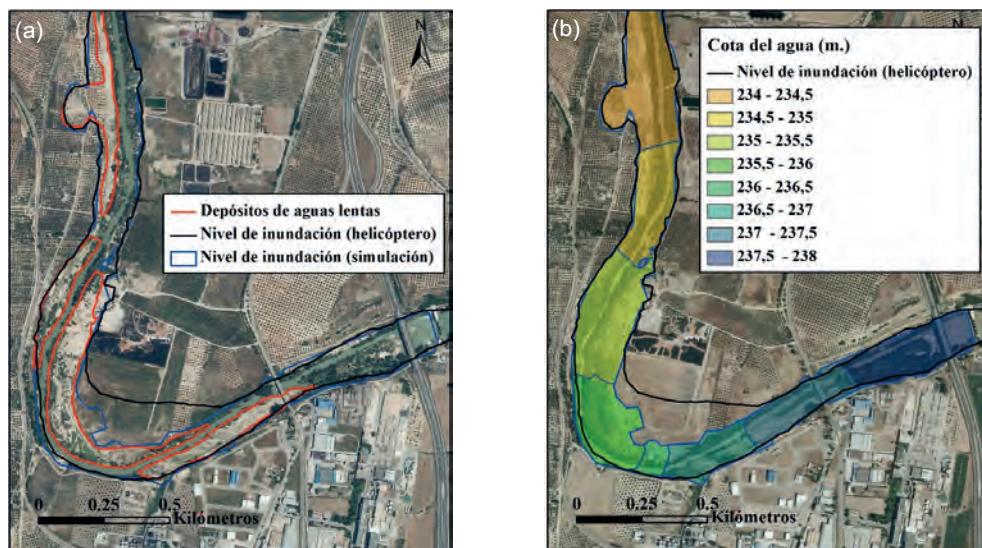 (a)
N
Depósitos de aguas lentas
Nivel de inundación (helicóptero)
Nivel de inundación (simulación)
0 0,25 0,5
Kilómetros
(b)
Cota del agua (m.)
Nivel de inundación (helicóptero)
234 - 234,5
234,5 - 235
235 - 235,5
235,5 - 236
236 - 236,5
236,5 - 237
237 - 237,5
237,5 - 238
0 0,25 0,5
Kilómetros